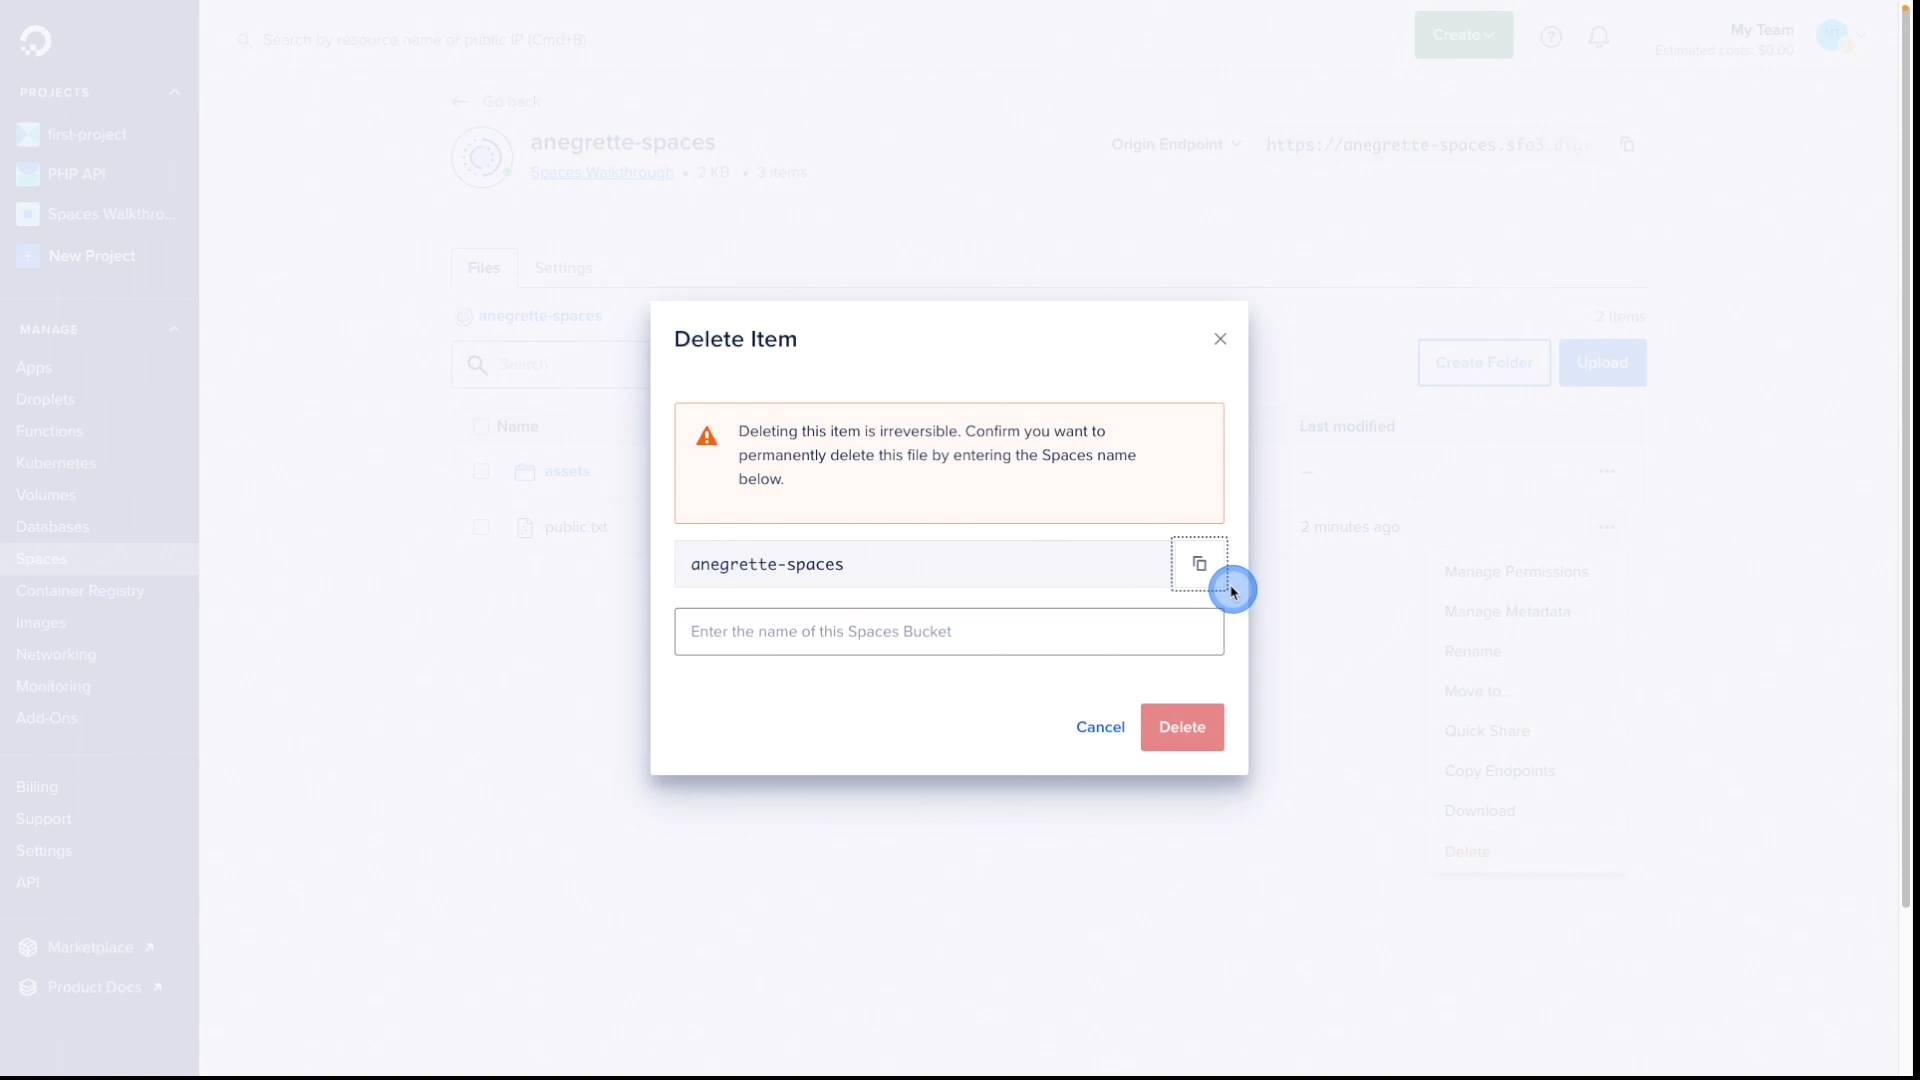 Search by resource name or public IP (Cmd+B)
Create
My Team
Estimated costs: $0.00
PROJECTS
first-project
PHP API
Spaces Walkthro...
New Project
MANAGE
Apps
Droplets
Functions
Kubernetes
Volumes
Databases
Spaces
Container Registry
Images
Networking
Monitoring
Add-Ons
Billing
Support
Settings
API
Marketplace
Product Docs
Go back
anegrette-spaces
Spaces Walkthrough • 2 KB • 3 items
Origin Endpoint
https://anegrette-spaces.sfo3.digi
Files
Settings
anegrette-spaces
2 items
Search
Create Folder
Upload
Name
Last modified
assets
—
public.txt
2 minutes ago
Manage Permissions
Manage Metadata
Rename
Move to...
Quick Share
Copy Endpoints
Download
Delete
Delete Item
Deleting this item is irreversible. Confirm you want to
permanently delete this file by entering the Spaces name
below.
anegrette-spaces
Enter the name of this Spaces Bucket
Cancel
Delete